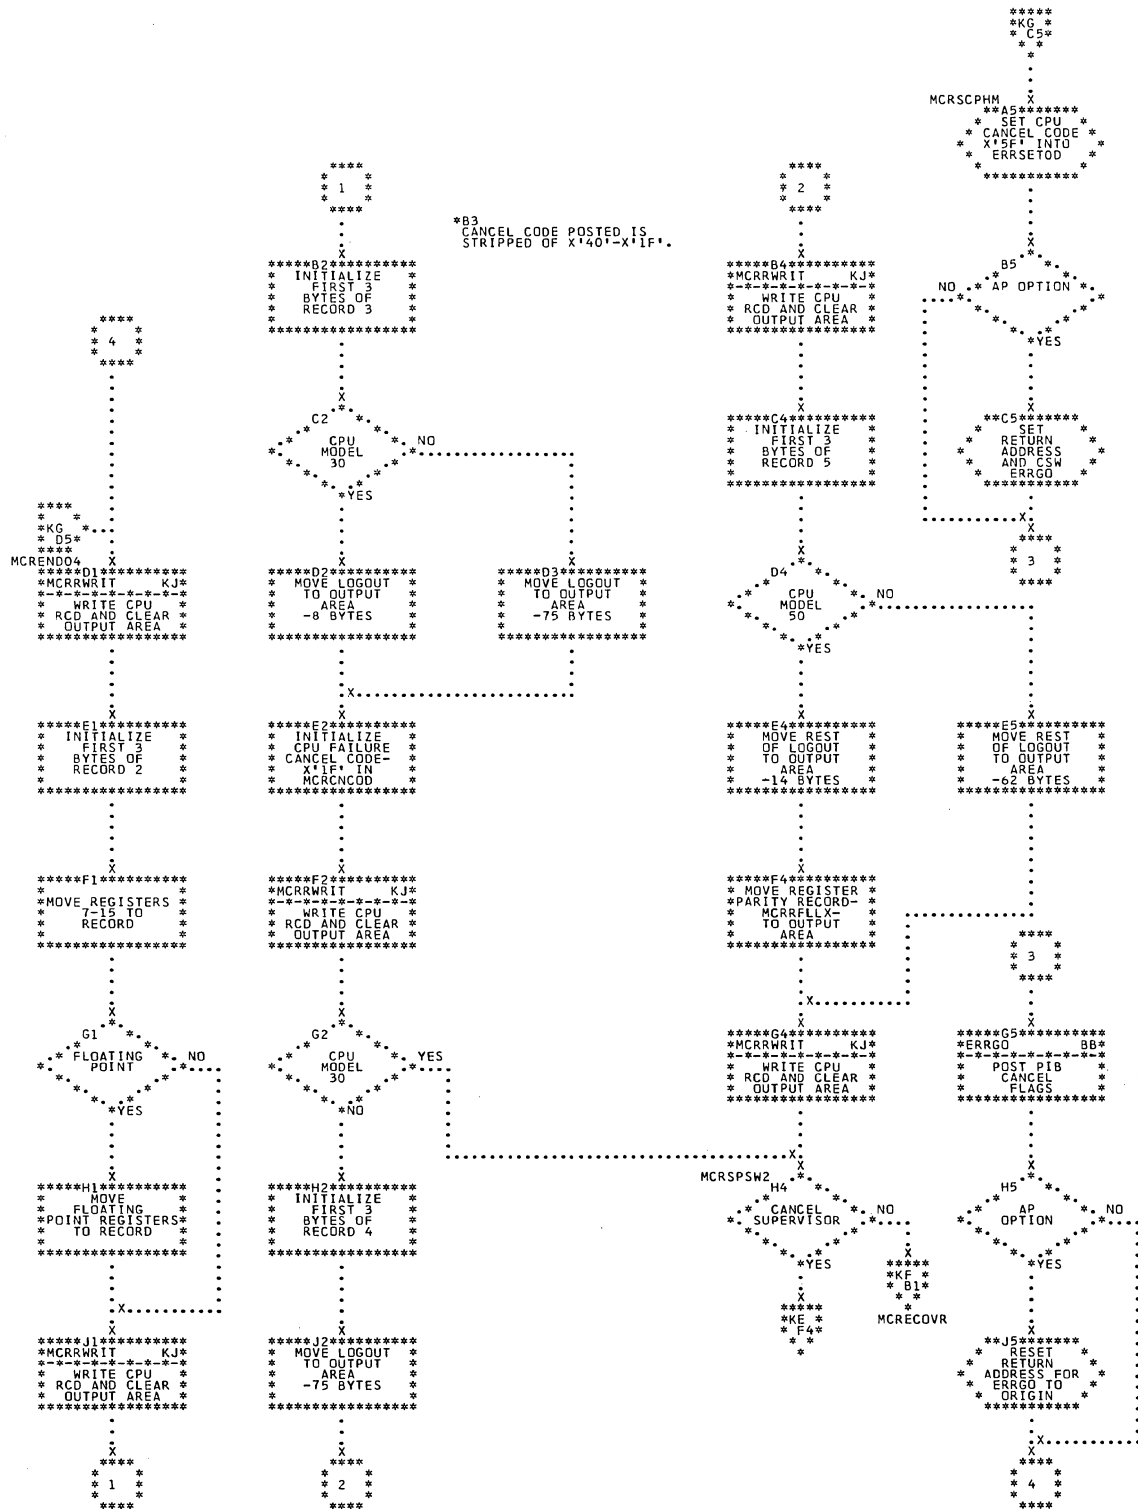 KG
C5
MCRSCPHM
A5
SET CPU
CANCEL CODE
X'5F' INTO
ERRSETOD
1
2
*B3
CANCEL CODE POSTED IS
STRIPPED OF X'40'-X'1F'.
B2
INITIALIZE
FIRST 3
BYTES OF
RECORD 3
B4
MCRRWRIT KJ
WRITE CPU
RCD AND CLEAR
OUTPUT AREA
B5
AP OPTION
NO
YES
4
C2
CPU
MODEL
30
NO
YES
C4
INITIALIZE
FIRST 3
BYTES OF
RECORD 5
C5
SET
RETURN
ADDRESS
AND CSW
ERRGO
KG
D5
3
MCREND04
D1
MCRRWRIT KJ
WRITE CPU
RCD AND CLEAR
OUTPUT AREA
D2
MOVE LOGOUT
TO OUTPUT
AREA
-8 BYTES
D3
MOVE LOGOUT
TO OUTPUT
AREA
-75 BYTES
D4
CPU
MODEL
50
NO
YES
E1
INITIALIZE
FIRST 3
BYTES OF
RECORD 2
E2
INITIALIZE
CPU FAILURE
CANCEL CODE-
X'1F' IN
MCRCNCOD
E4
MOVE REST
OF LOGOUT
TO OUTPUT
AREA
-14 BYTES
E5
MOVE REST
OF LOGOUT
TO OUTPUT
AREA
-62 BYTES
F1
MOVE REGISTERS
7-15 TO
RECORD
F2
MCRRWRIT KJ
WRITE CPU
RCD AND CLEAR
OUTPUT AREA
F4
MOVE REGISTER
PARITY RECORD-
MCRRFLLX-
TO OUTPUT
AREA
3
G1
FLOATING
POINT
NO
YES
G2
CPU
MODEL
30
YES
NO
G4
MCRRWRIT KJ
WRITE CPU
RCD AND CLEAR
OUTPUT AREA
G5
ERRGO BB
POST PIB
CANCEL
FLAGS
H1
MOVE
FLOATING
POINT REGISTERS
TO RECORD
H2
INITIALIZE
FIRST 3
BYTES OF
RECORD 4
MCRSPSW2
H4
CANCEL
SUPERVISOR
NO
YES
H5
AP
OPTION
NO
YES
KF
B1
MCRECOVR
KE
F4
J1
MCRRWRIT KJ
WRITE CPU
RCD AND CLEAR
OUTPUT AREA
J2
MOVE LOGOUT
TO OUTPUT
AREA
-75 BYTES
J5
RESET
RETURN
ADDRESS FOR
ERRGO TO
ORIGIN
1
2
4